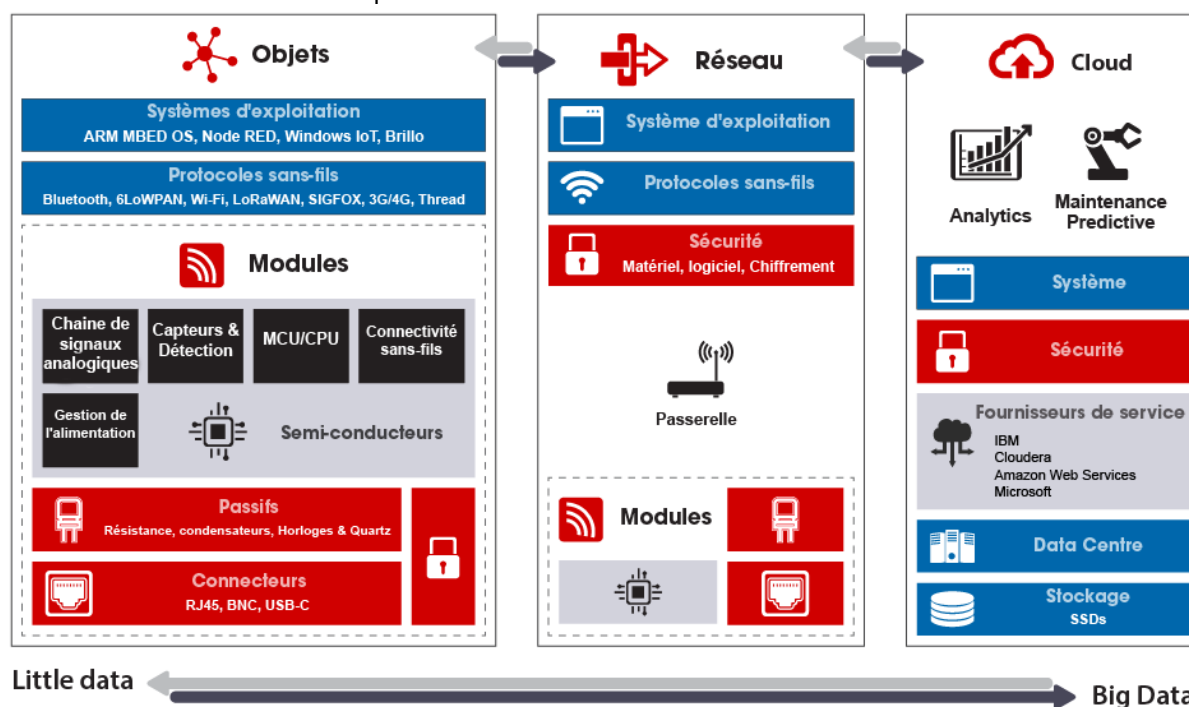 Objets
Systèmes d'exploitation
ARM MBED OS, Node RED, Windows IoT, Brillo
Protocoles sans-fils
Bluetooth, 6LoWPAN, Wi-Fi, LoRaWAN, SIGFOX, 3G/4G, Thread
Modules
Chaine de
signaux
analogiques
Capteurs &
Détection
MCU/CPU
Connectivité
sans-fils
Gestion de
l'alimentation
Semi-conducteurs
Passifs
Résistance, condensateurs, Horloges & Quartz
Connecteurs
RJ45, BNC, USB-C
Réseau
Système d'exploitation
Protocoles sans-fils
Sécurité
Matériel, logiciel, Chiffrement
Passerelle
Modules
Cloud
Analytics
Maintenance
Predictive
Système
Sécurité
Fournisseurs de service
IBM
Cloudera
Amazon Web Services
Microsoft
Data Centre
Stockage
SSDs
Little data
Big Data